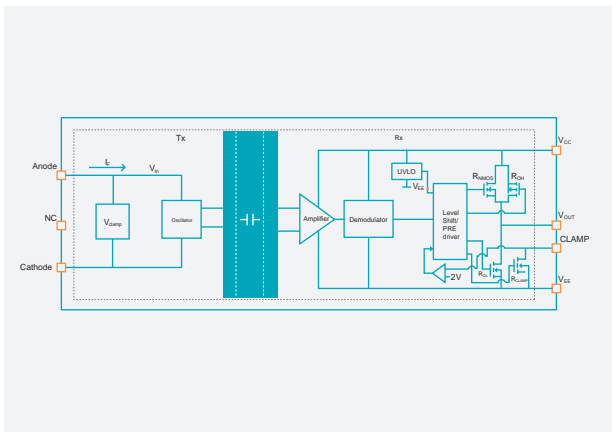 Tx
Rx
Anode
NC
Cathode
IF
Vin
Vclamp
Oscillator
Amplifier
Demodulator
UVLO
VEE
Level
Shift/
PRE
driver
RNMOS
ROH
2V
ROL
RCLAMP
VCC
VOUT
CLAMP
VEE